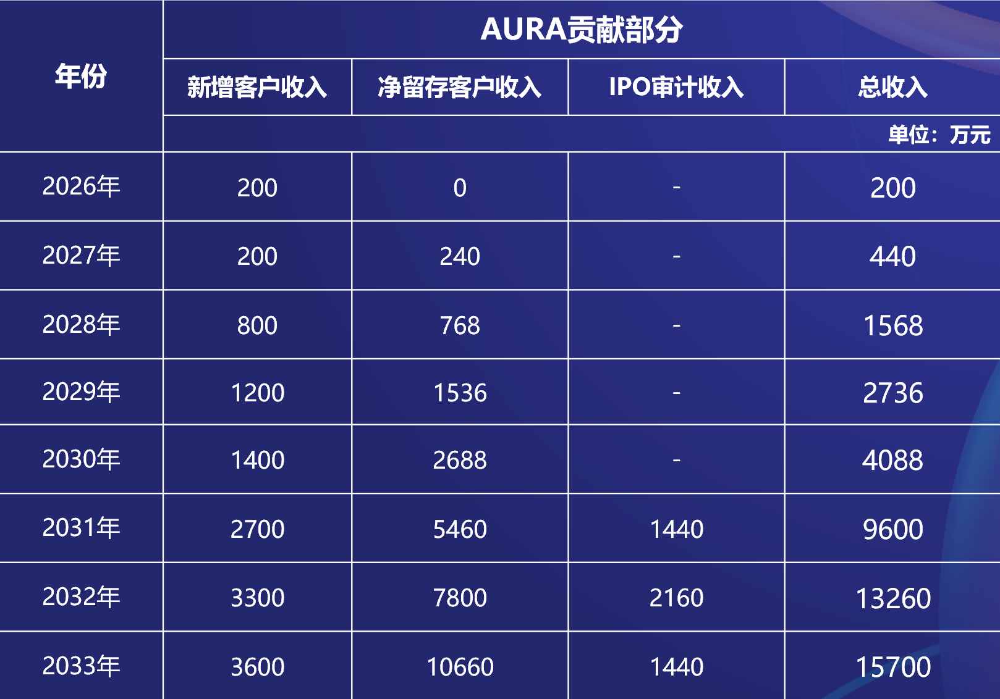 年份
AURA贡献部分
新增客户收入 净留存客户收入 IPO审计收入 总收入
单位：万元
2026年 200 0 - 200
2027年 200 240 - 440
2028年 800 768 - 1568
2029年 1200 1536 - 2736
2030年 1400 2688 - 4088
2031年 2700 5460 1440 9600
2032年 3300 7800 2160 13260
2033年 3600 10660 1440 15700